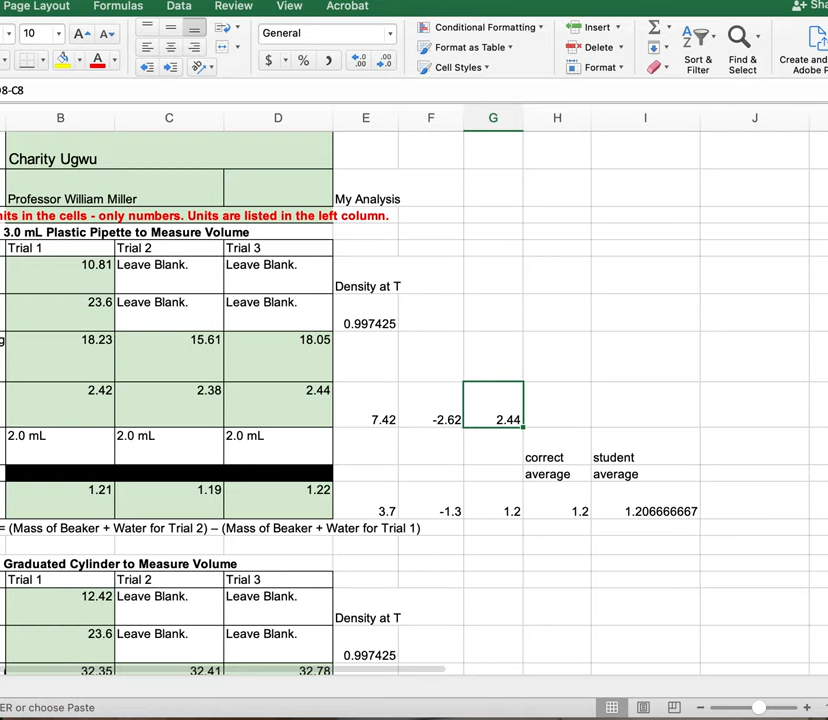 Page Layout Formulas Data Review View Acrobat Sha
10 A A General Conditional Formatting Insert
Format as Table Delete
$ % Cell Styles Format Sort & Find & Create and
Filter Select Adobe P
8-C8
B C D E F G H I J
Charity Ugwu
Professor William Miller My Analysis
nits in the cells - only numbers. Units are listed in the left column.
3.0 mL Plastic Pipette to Measure Volume
Trial 1 Trial 2 Trial 3
10.81 Leave Blank. Leave Blank.
Density at T
23.6 Leave Blank. Leave Blank.
0.997425
g 18.23 15.61 18.05
2.42 2.38 2.44
7.42 -2.62 2.44
2.0 mL 2.0 mL 2.0 mL
correct student
average average
1.21 1.19 1.22
3.7 -1.3 1.2 1.2 1.206666667
= (Mass of Beaker + Water for Trial 2) – (Mass of Beaker + Water for Trial 1)
Graduated Cylinder to Measure Volume
Trial 1 Trial 2 Trial 3
12.42 Leave Blank. Leave Blank.
Density at T
23.6 Leave Blank. Leave Blank.
0.997425
32.35 32.41 32.78
ER or choose Paste